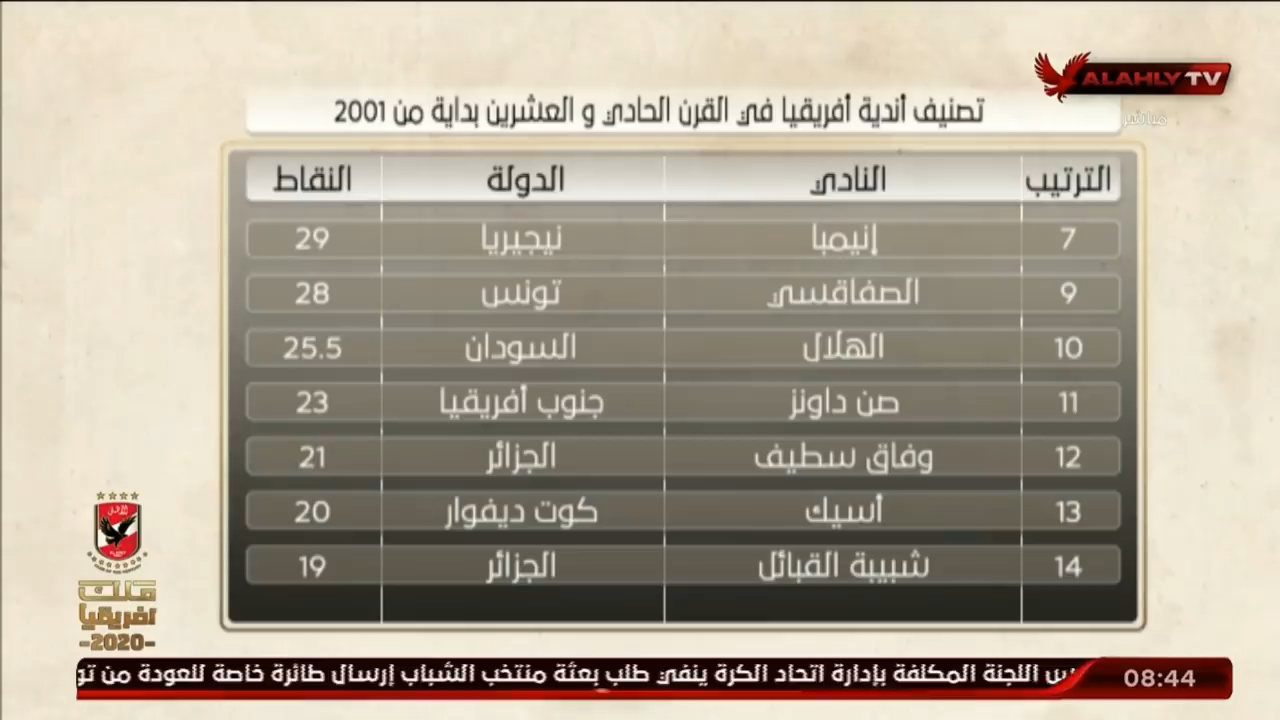 ALAHLY TV
مباشر
تصنيف أندية أفريقيا في القرن الحادي و العشرين بداية من 2001
الترتيب النادي الدولة النقاط
7 إنيمبا نيجيريا 29
9 الصفاقسي تونس 28
10 الهلال السودان 25.5
11 صن داونز جنوب أفريقيا 23
12 وفاق سطيف الجزائر 21
13 أسيك كوت ديفوار 20
14 شبيبة القبائل الجزائر 19
ملك
افريقيا
-2020-
08:44
اللجنة المكلفة بإدارة اتحاد الكرة ينفي طلب بعثة منتخب الشباب إرسال طائرة خاصة للعودة من